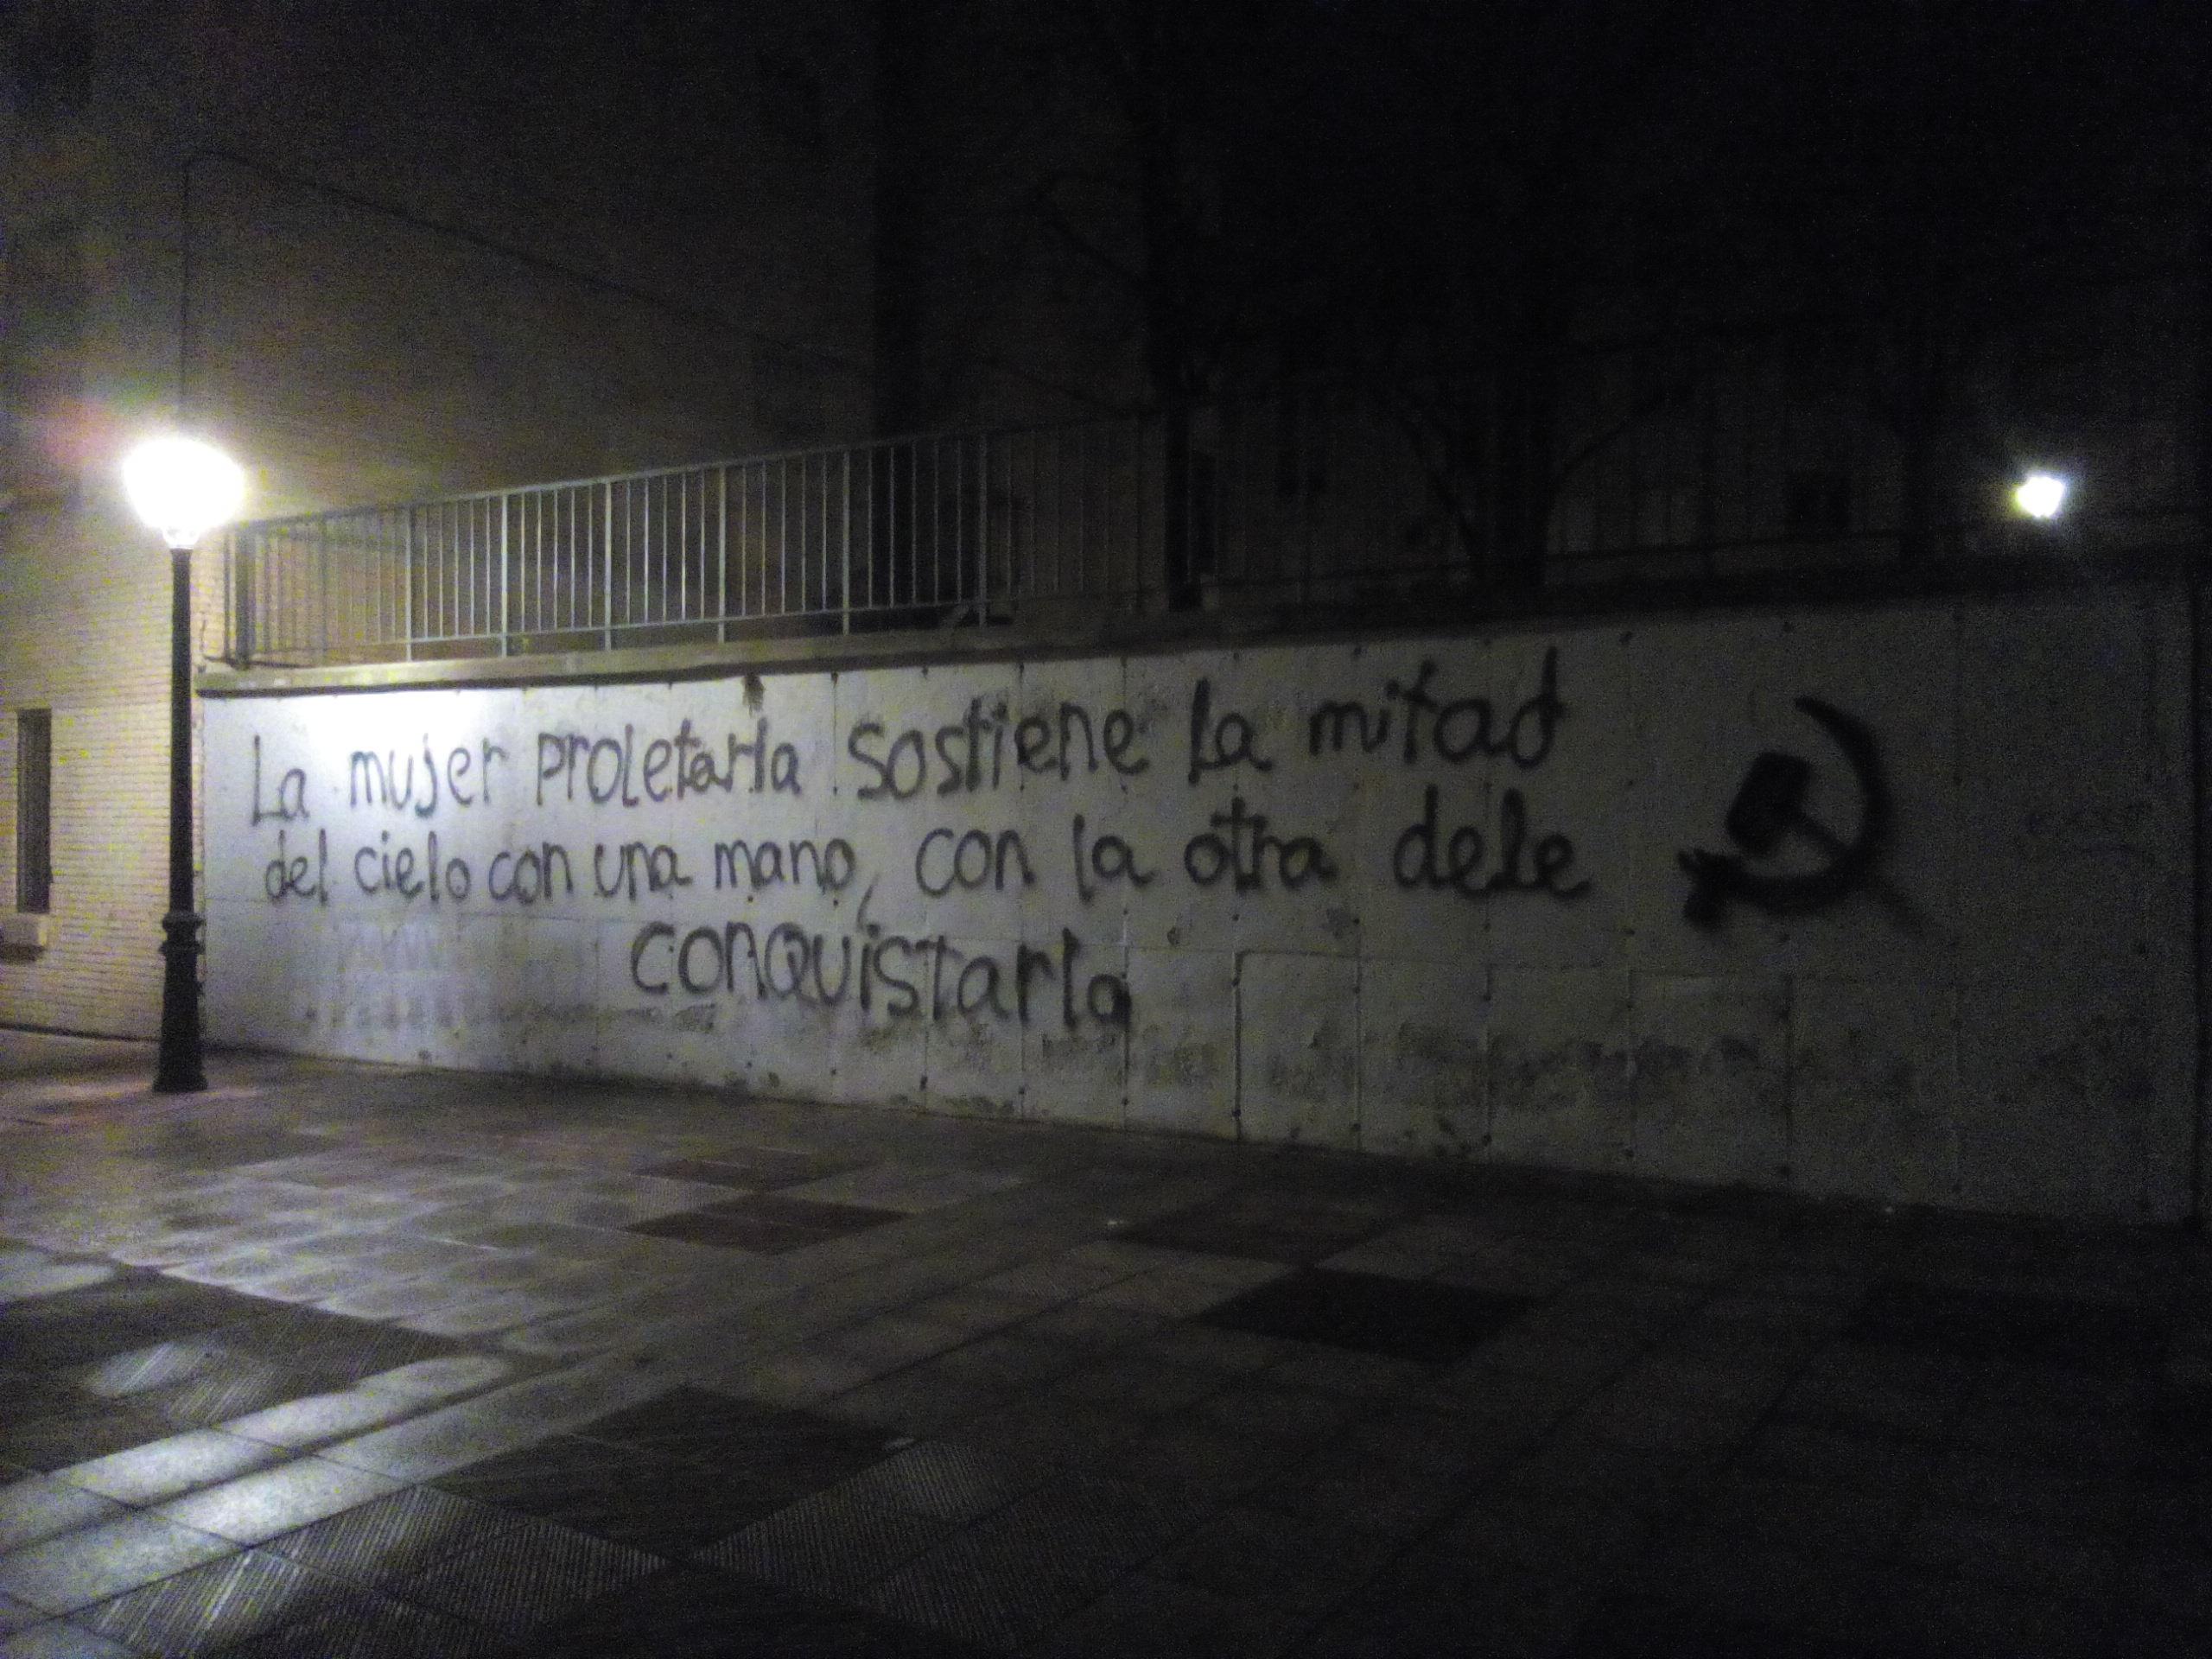 La mujer proletaria sostiene la mitad
del cielo con una mano, con la otra debe
conquistarla